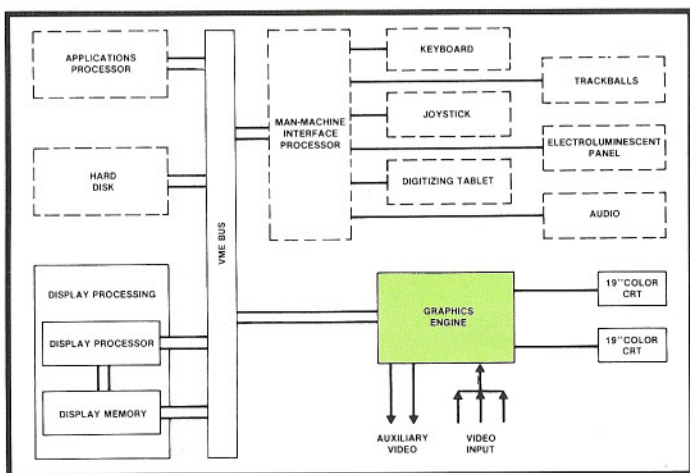 APPLICATIONS
PROCESSOR
HARD
DISK
DISPLAY PROCESSING
DISPLAY PROCESSOR
DISPLAY MEMORY
VME BUS
MAN-MACHINE
INTERFACE
PROCESSOR
KEYBOARD
TRACKBALLS
JOYSTICK
ELECTROLUMINESCENT
PANEL
DIGITIZING TABLET
AUDIO
GRAPHICS
ENGINE
19"COLOR
CRT
19"COLOR
CRT
AUXILIARY
VIDEO
VIDEO
INPUT